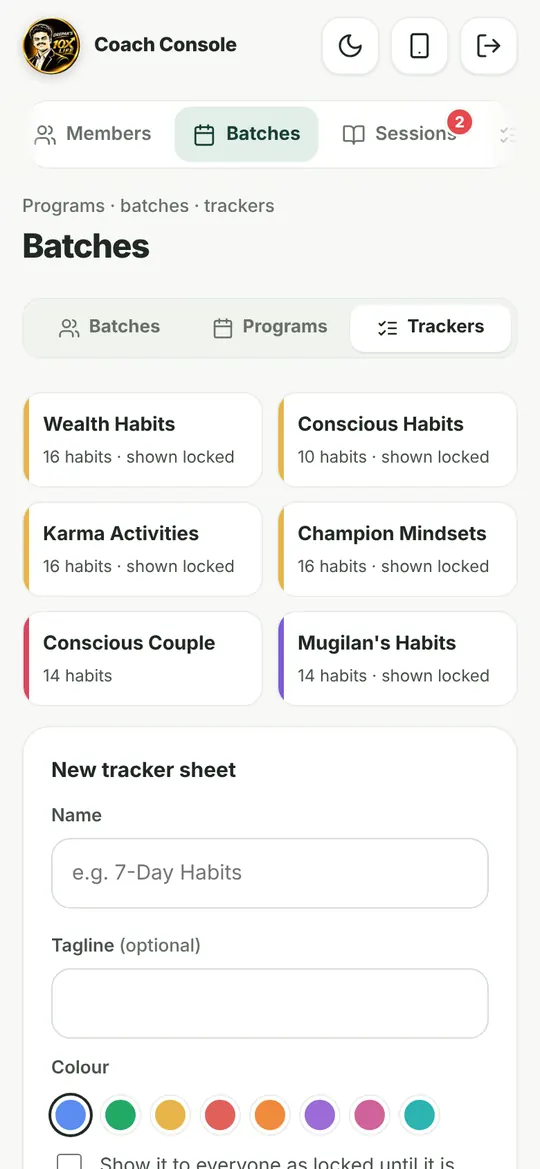 DEEPAK'S
10X
LIFE
Coach Console
Members
Batches
Sessions
2
Programs · batches · trackers
Batches
Batches
Programs
Trackers
Wealth Habits
16 habits · shown locked
Conscious Habits
10 habits · shown locked
Karma Activities
16 habits · shown locked
Champion Mindsets
16 habits · shown locked
Conscious Couple
14 habits
Mugilan's Habits
14 habits · shown locked
New tracker sheet
Name
e.g. 7-Day Habits
Tagline (optional)
Colour
Show it to everyone as locked until it is